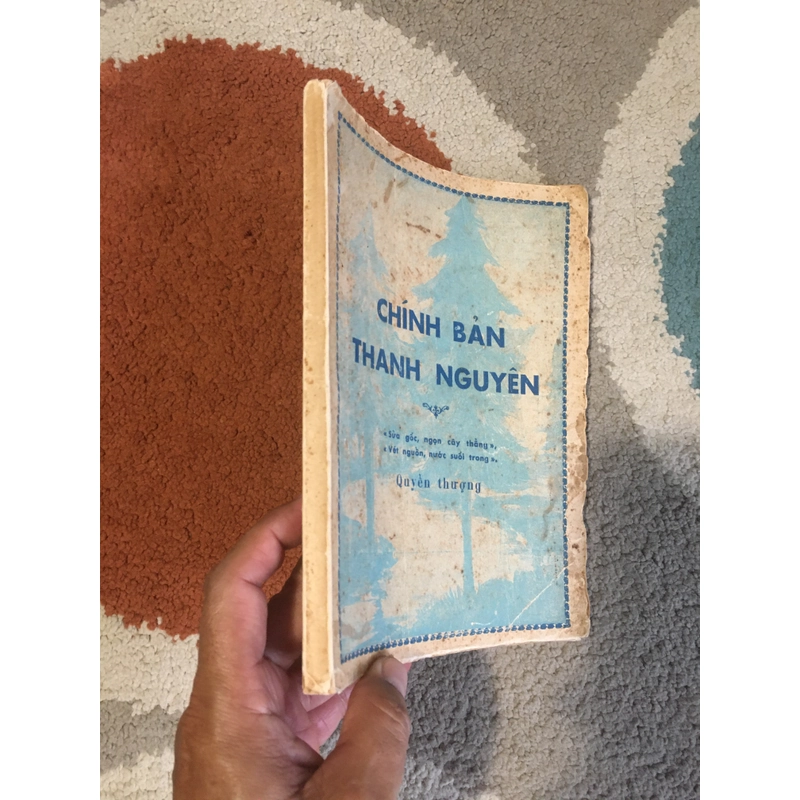 CHÍNH BẢN
THANH NGUYÊN
« Sửa gốc, ngọn cây thẳng »,
« Vét nguồn, nước suối trong ».
Quyển thượng